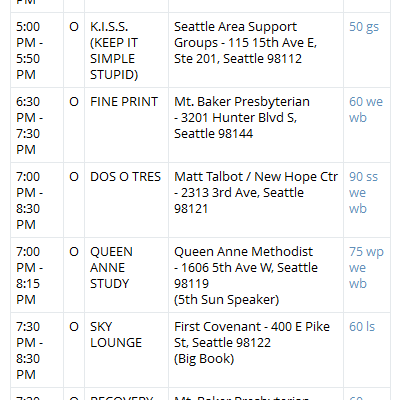 PM
5:00 PM - 5:50 PM O K.I.S.S. (KEEP IT SIMPLE STUPID) Seattle Area Support Groups - 115 15th Ave E, Ste 201, Seattle 98112 50 gs
6:30 PM - 7:30 PM O FINE PRINT Mt. Baker Presbyterian - 3201 Hunter Blvd S, Seattle 98144 60 we wb
7:00 PM - 8:30 PM O DOS O TRES Matt Talbot / New Hope Ctr - 2313 3rd Ave, Seattle 98121 90 ss we wb
7:00 PM - 8:15 PM O QUEEN ANNE STUDY Queen Anne Methodist - 1606 5th Ave W, Seattle 98119 (5th Sun Speaker) 75 wp we wb
7:30 PM - 8:30 PM O SKY LOUNGE First Covenant - 400 E Pike St, Seattle 98122 (Big Book) 60 ls
7:30 O RECOVERY Mt. Baker Presbyterian 60